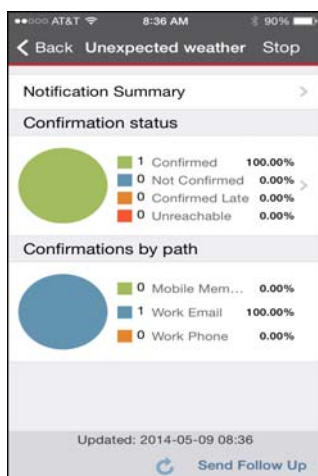 AT&T 8:36 AM 90%
Back Unexpected weather Stop
Notification Summary
Confirmation status
1 Confirmed 100.00%
0 Not Confirmed 0.00%
0 Confirmed Late 0.00%
0 Unreachable 0.00%
Confirmations by path
0 Mobile Mem... 0.00%
1 Work Email 100.00%
0 Work Phone 0.00%
Updated: 2014-05-09 08:36
Send Follow Up